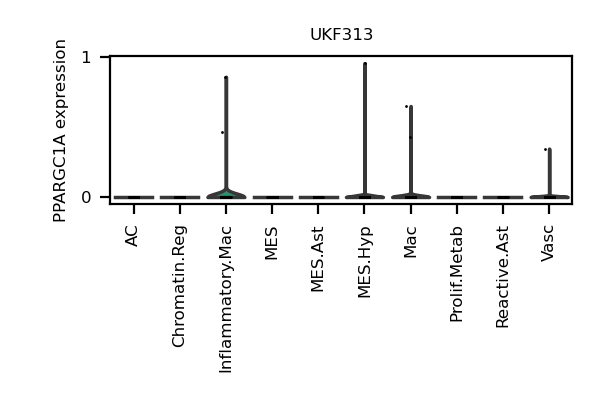 UKF313
PPARGC1A expression
1
0
AC
Chromatin.Reg
Inflammatory.Mac
MES
MES.Ast
MES.Hyp
Mac
Prolif.Metab
Reactive.Ast
Vasc